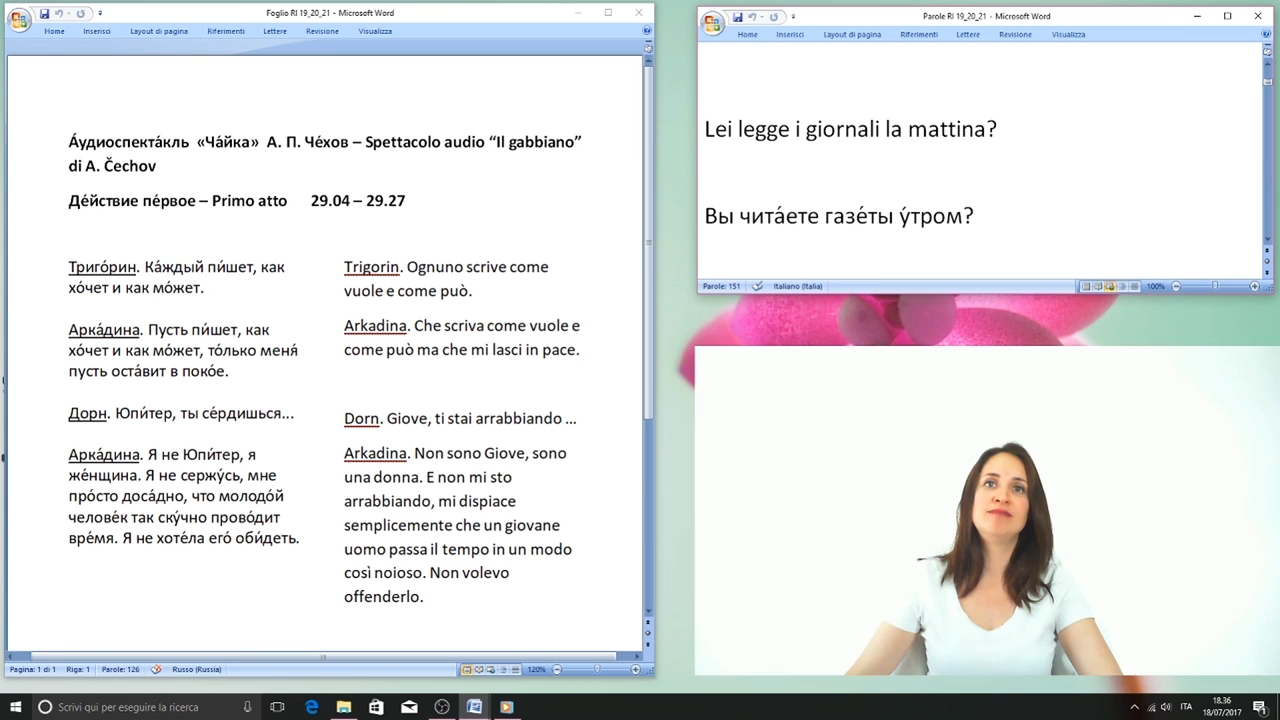 Foglio RI 19_20_21 - Microsoft Word
Home Inserisci Layout di pagina Riferimenti Lettere Revisione Visualizza
А́удиоспекта́кль «Ча́йка» А. П. Че́хов – Spettacolo audio “Il gabbiano”
di A. Čechov
Де́йствие пе́рвое – Primo atto 29.04 – 29.27
Триго́рин. Ка́ждый пи́шет, как
хо́чет и как мо́жет.
Арка́дина. Пусть пи́шет, как
хо́чет и как мо́жет, то́лько меня́
пусть оста́вит в поко́е.
Дорн. Юпи́тер, ты се́рдишься...
Арка́дина. Я не Юпи́тер, я
же́нщина. Я не сержу́сь, мне
про́сто доса́дно, что молодо́й
челове́к так ску́чно прово́дит
вре́мя. Я не хоте́ла его́ оби́деть.
Trigorin. Ognuno scrive come
vuole e come può.
Arkadina. Che scriva come vuole e
come può ma che mi lasci in pace.
Dorn. Giove, ti stai arrabbiando ...
Arkadina. Non sono Giove, sono
una donna. E non mi sto
arrabbiando, mi dispiace
semplicemente che un giovane
uomo passa il tempo in un modo
così noioso. Non volevo
offenderlo.
Pagina: 1 di 1 Riga: 1 Parole: 126 Russo (Russia) 120%
Parole RI 19_20_21 - Microsoft Word
Home Inserisci Layout di pagina Riferimenti Lettere Revisione Visualizza
Lei legge i giornali la mattina?
Вы чита́ете газе́ты у́тром?
Parole: 151 Italiano (Italia) 100%
Scrivi qui per eseguire la ricerca
ITA
18.36
18/07/2017
1